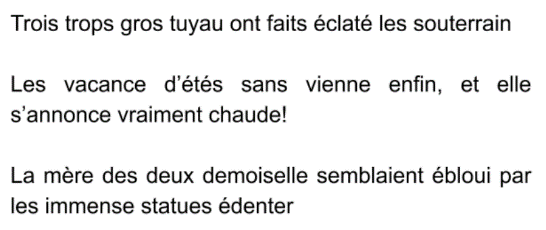 Trois trops gros tuyau ont faits éclaté les souterrain
Les vacance d’étés sans vienne enfin, et elle
s’annonce vraiment chaude!
La mère des deux demoiselle semblaient ébloui par
les immense statues édenter